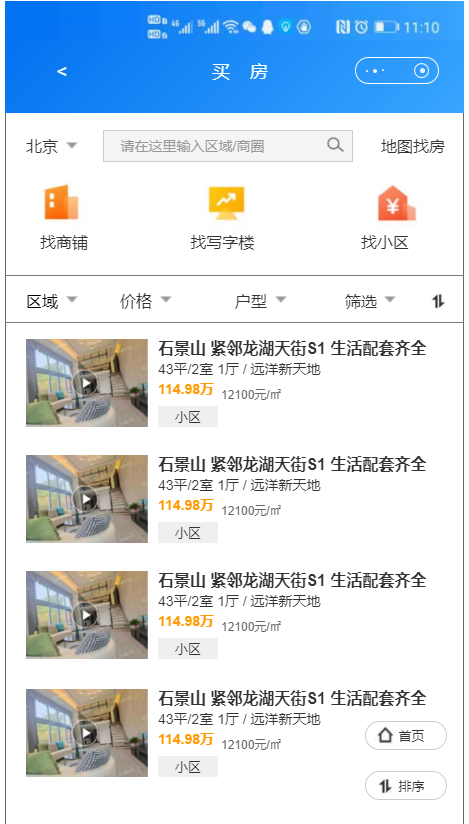 HD B 4G 5G 11:10
HD B
< 买 房
北京 请在这里输入区域/商圈 地图找房
¥
找商铺 找写字楼 找小区
区域 价格 户型 筛选
石景山 紧邻龙湖天街S1 生活配套齐全
43平/2室 1厅 / 远洋新天地
114.98万 12100元/㎡
小区
石景山 紧邻龙湖天街S1 生活配套齐全
43平/2室 1厅 / 远洋新天地
114.98万 12100元/㎡
小区
石景山 紧邻龙湖天街S1 生活配套齐全
43平/2室 1厅 / 远洋新天地
114.98万 12100元/㎡
小区
石景山 紧邻龙湖天街S1 生活配套齐全
43平/2室 1厅 / 远洋新天地
114.98万 12100元/㎡
首页
小区
排序